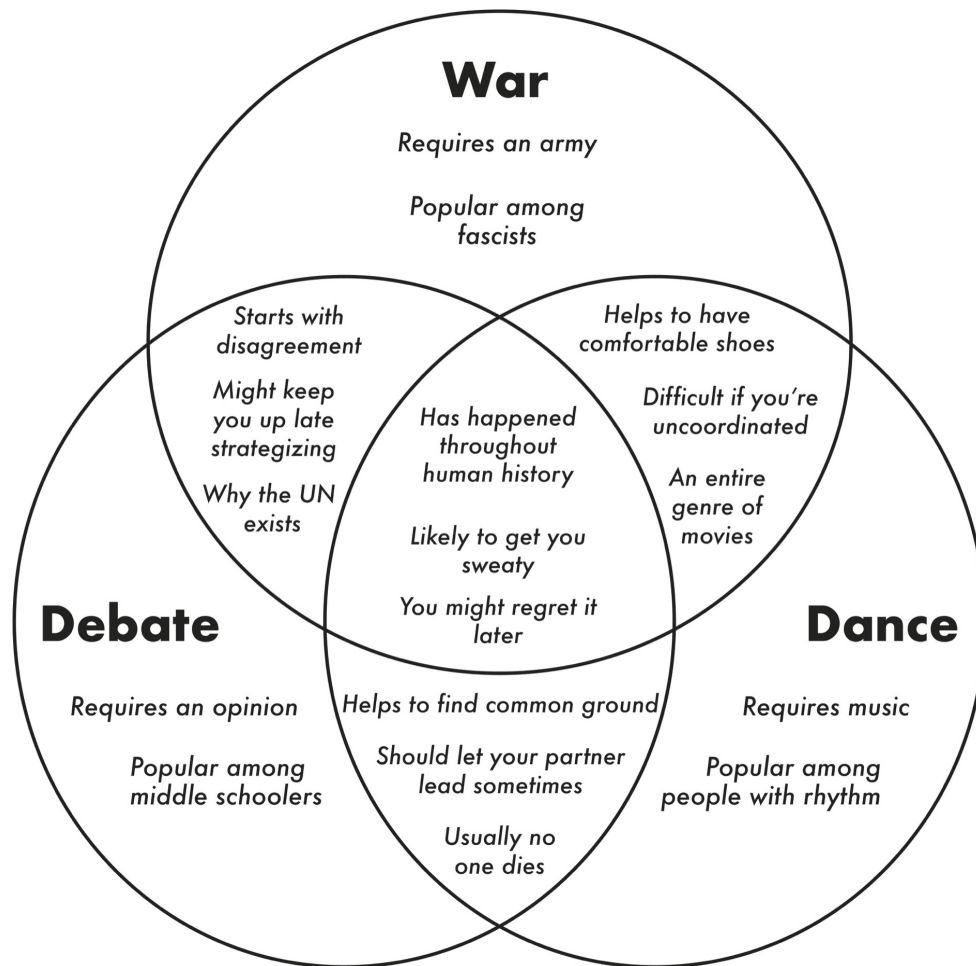 War
Requires an army
Popular among
fascists
Starts with
disagreement
Might keep
you up late
strategizing
Why the UN
exists
Helps to have
comfortable shoes
Difficult if you're
uncoordinated
An entire
genre of
movies
Has happened
throughout
human history
Likely to get you
sweaty
You might regret it
later
Debate
Requires an opinion
Popular among
middle schoolers
Helps to find common ground
Should let your partner
lead sometimes
Usually no
one dies
Dance
Requires music
Popular among
people with rhythm